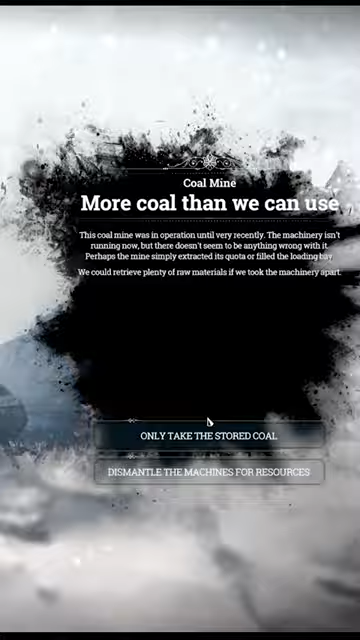 Coal Mine
More coal than we can use
This coal mine was in operation until very recently. The machinery isn't
running now, but there doesn't seem to be anything wrong with it.
Perhaps the mine simply extracted its quota or filled the loading bay.
We could retrieve plenty of raw materials if we took the machinery apart.
ONLY TAKE THE STORED COAL
DISMANTLE THE MACHINES FOR RESOURCES